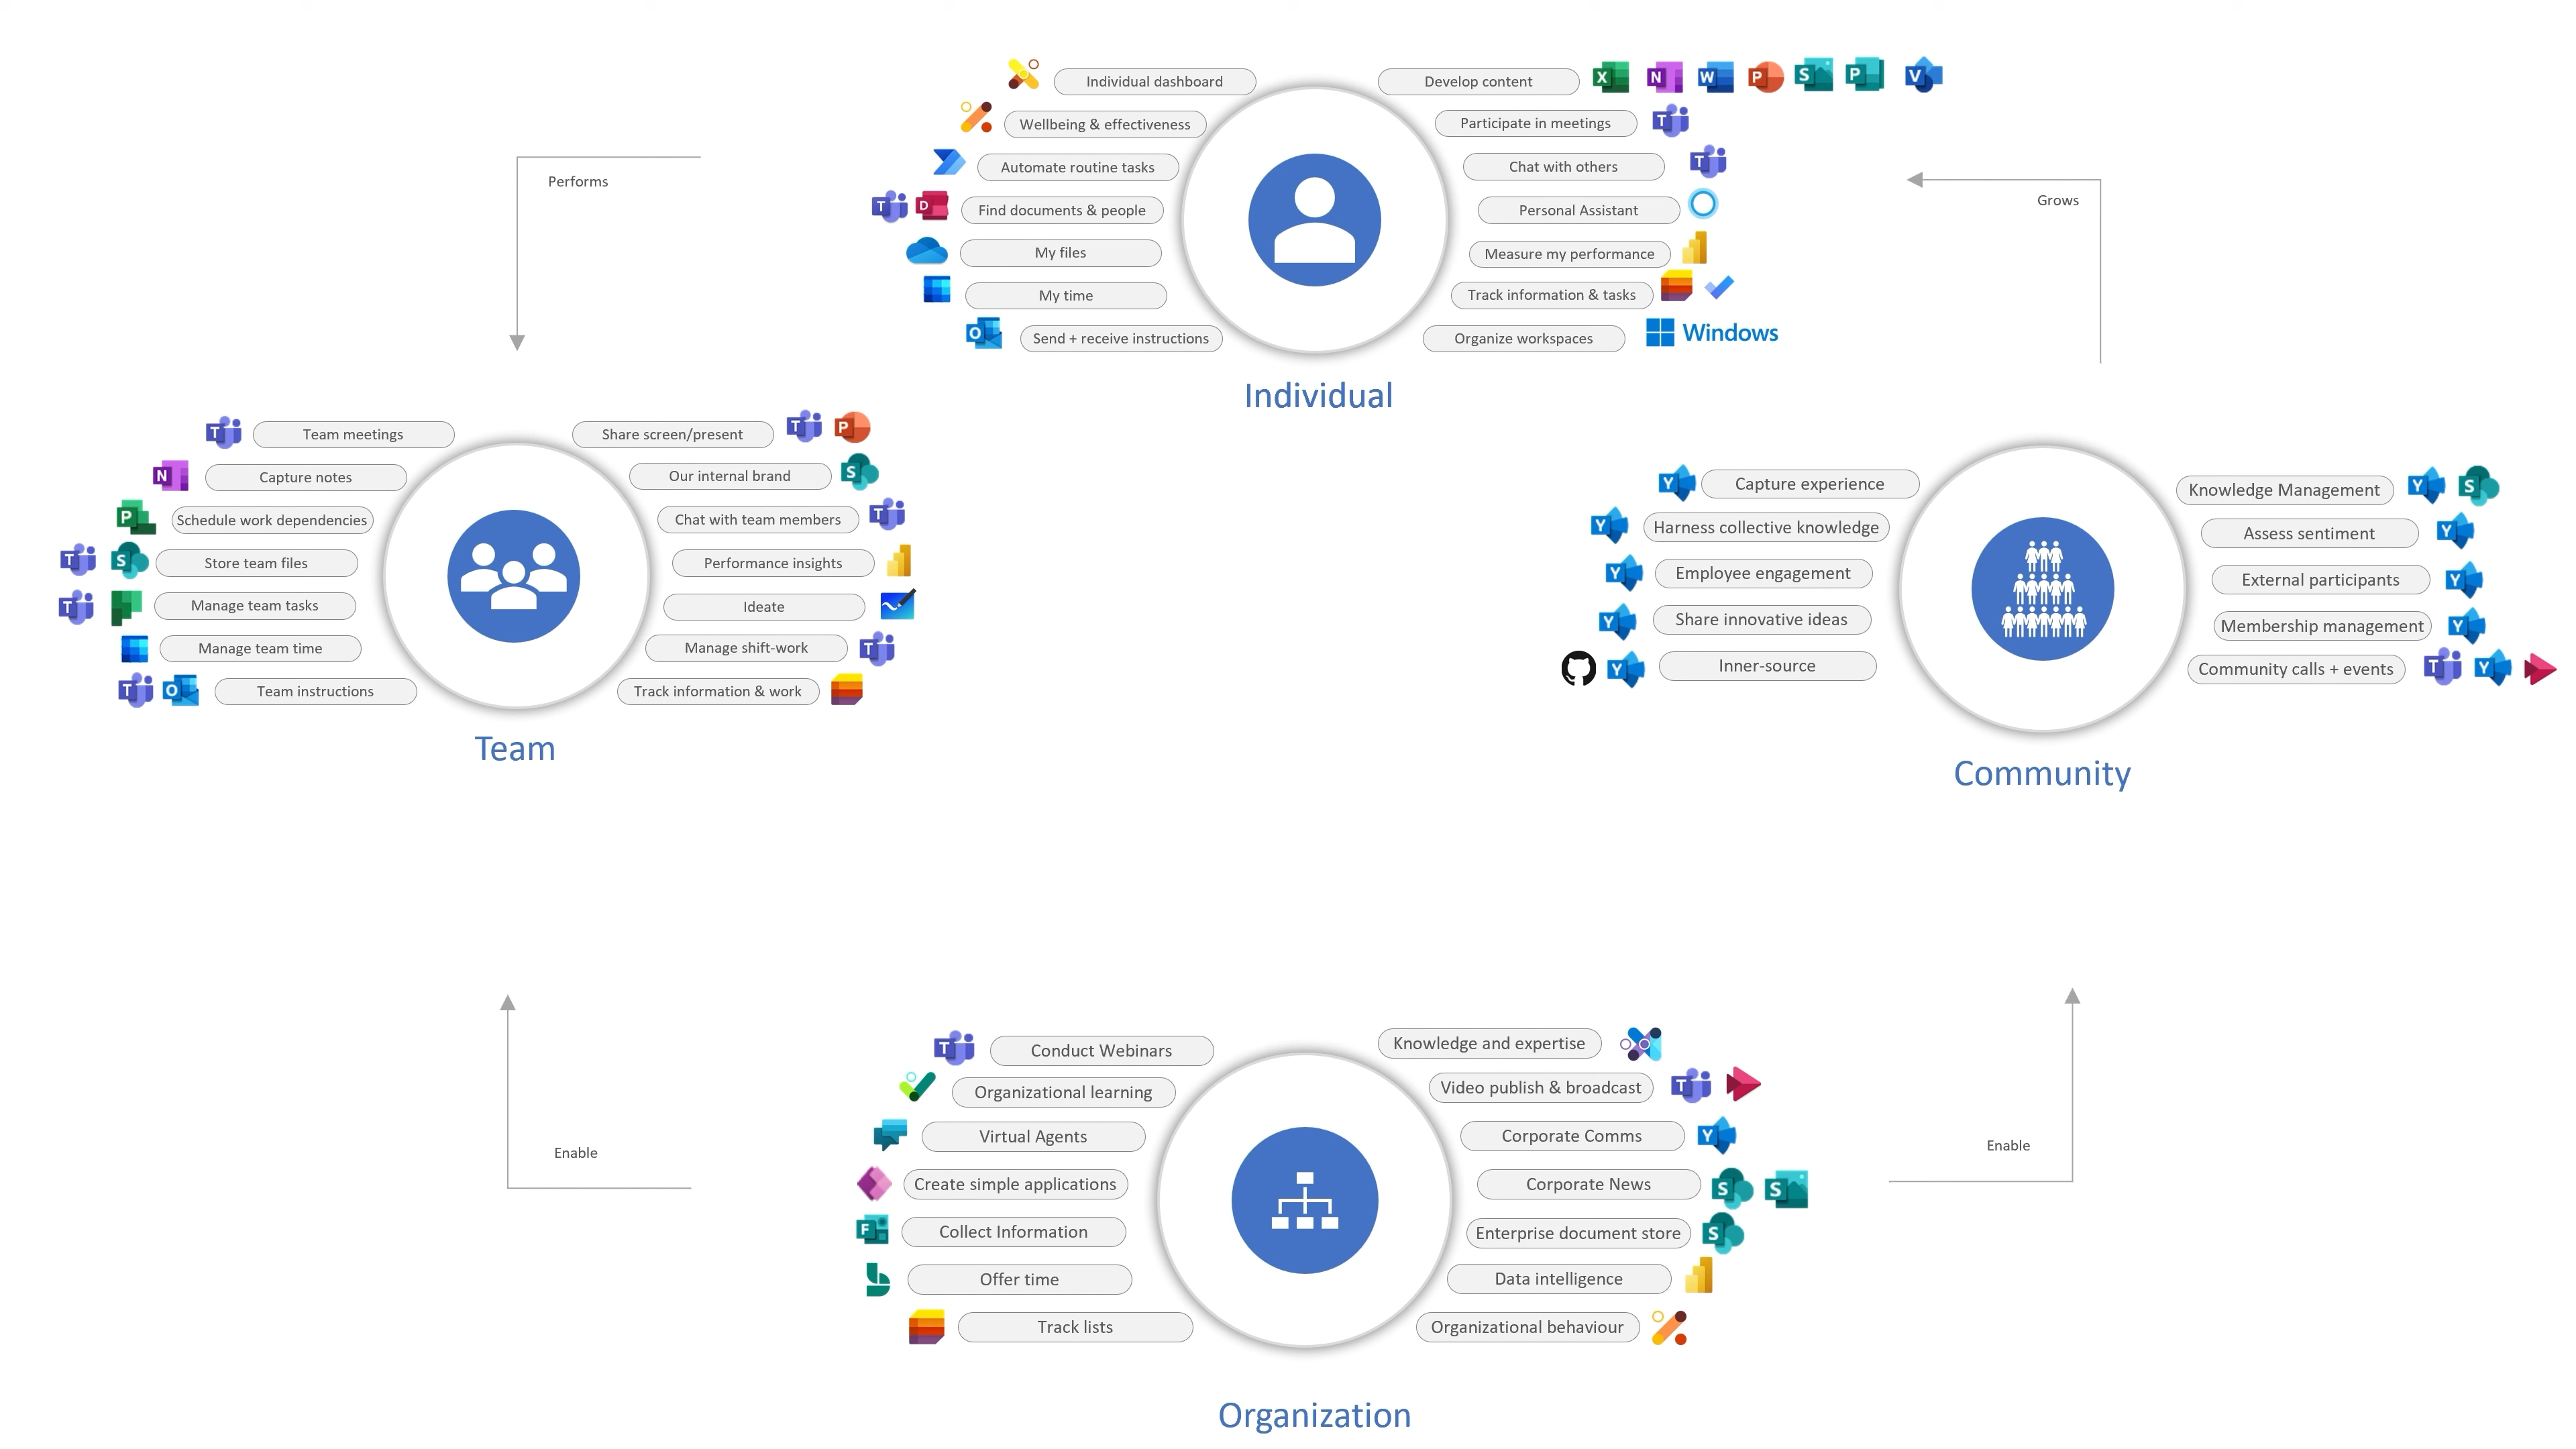 Individual dashboard
Wellbeing & effectiveness
Automate routine tasks
Find documents & people
My files
My time
Send + receive instructions
Develop content
Participate in meetings
Chat with others
Personal Assistant
Measure my performance
Track information & tasks
Organize workspaces
Windows
Individual
Performs
Grows
Team meetings
Capture notes
Schedule work dependencies
Store team files
Manage team tasks
Manage team time
Team instructions
Share screen/present
Our internal brand
Chat with team members
Performance insights
Ideate
Manage shift-work
Track information & work
Team
Capture experience
Harness collective knowledge
Employee engagement
Share innovative ideas
Inner-source
Knowledge Management
Assess sentiment
External participants
Membership management
Community calls + events
Community
Enable
Enable
Conduct Webinars
Organizational learning
Virtual Agents
Create simple applications
Collect Information
Offer time
Track lists
Knowledge and expertise
Video publish & broadcast
Corporate Comms
Corporate News
Enterprise document store
Data intelligence
Organizational behaviour
Organization